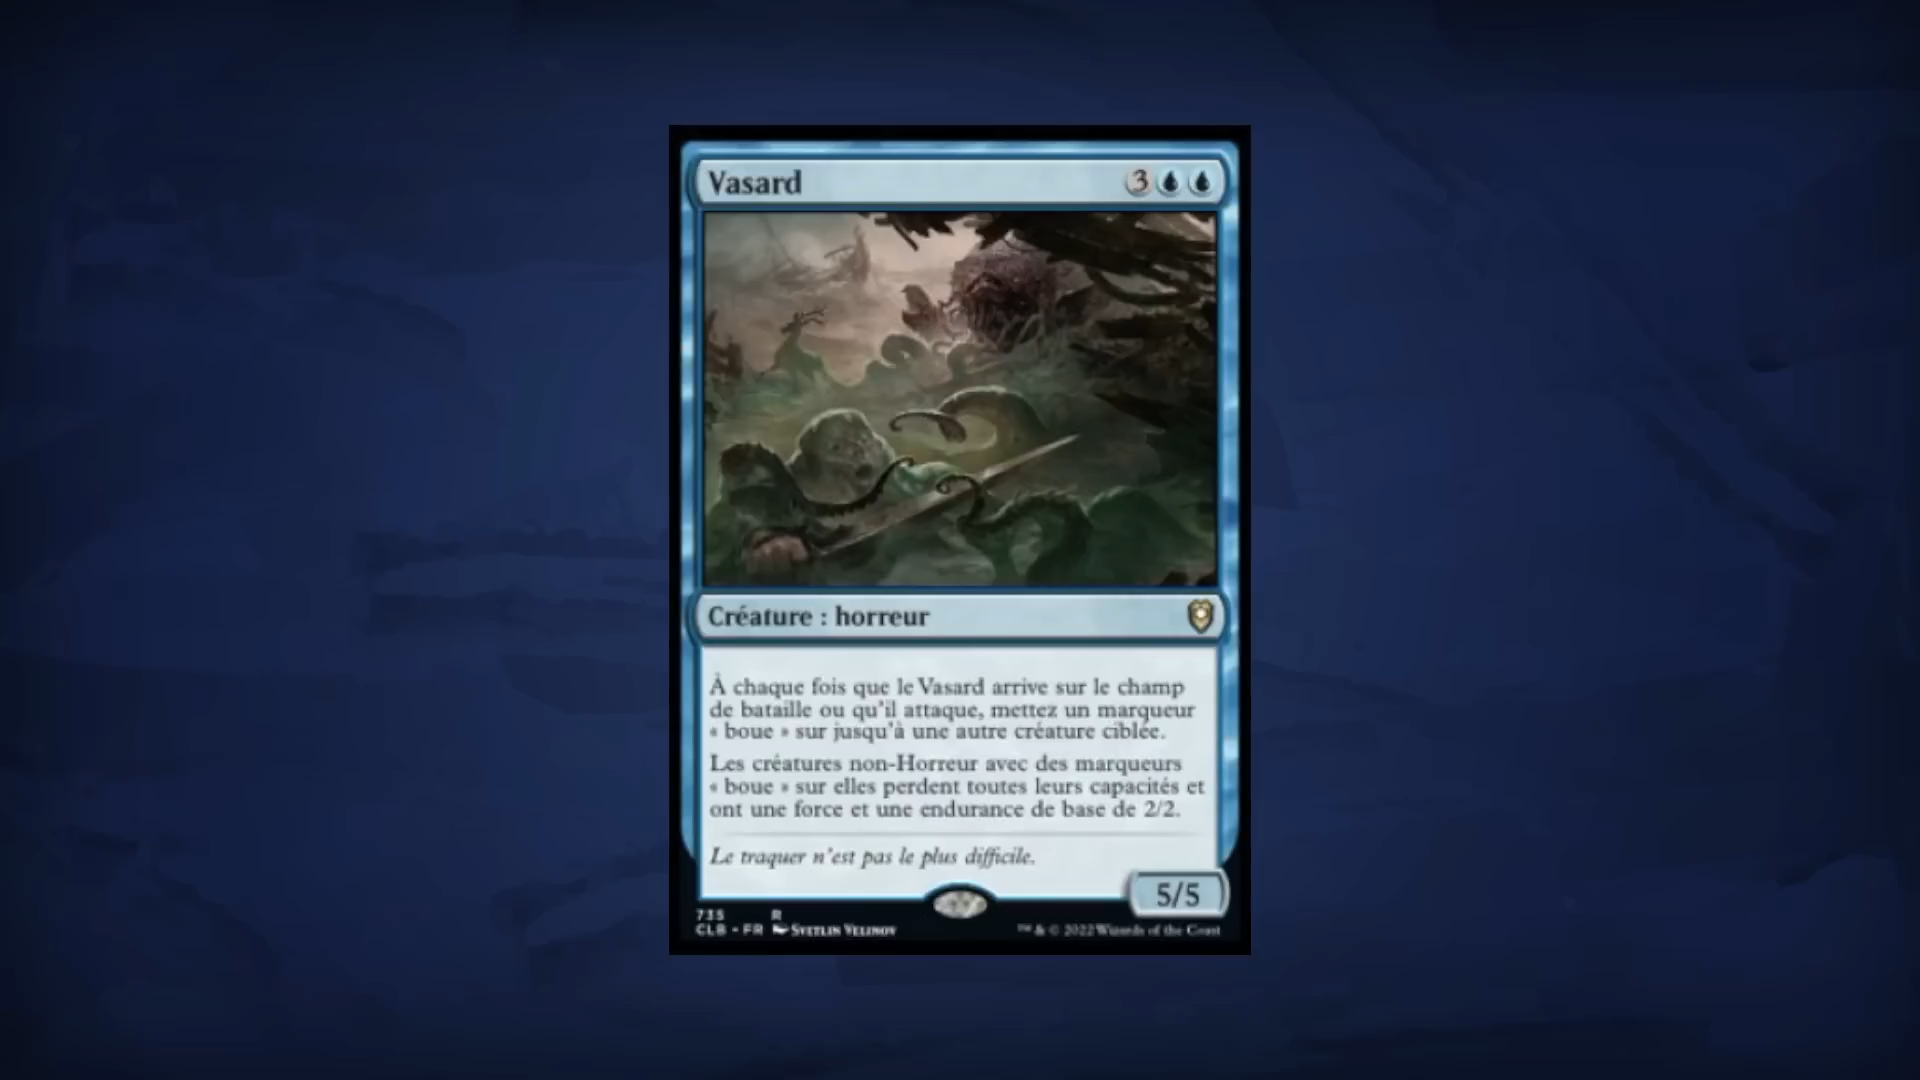 Vasard
3
Créature : horreur
À chaque fois que le Vasard arrive sur le champ
de bataille ou qu'il attaque, mettez un marqueur
« boue » sur jusqu'à une autre créature ciblée.
Les créatures non-Horreur avec des marqueurs
« boue » sur elles perdent toutes leurs capacités et
ont une force et une endurance de base de 2/2.
Le traquer n'est pas le plus difficile.
5/5
735 R
CLB • FR Svetlin Velinov
™ & © 2022 Wizards of the Coast